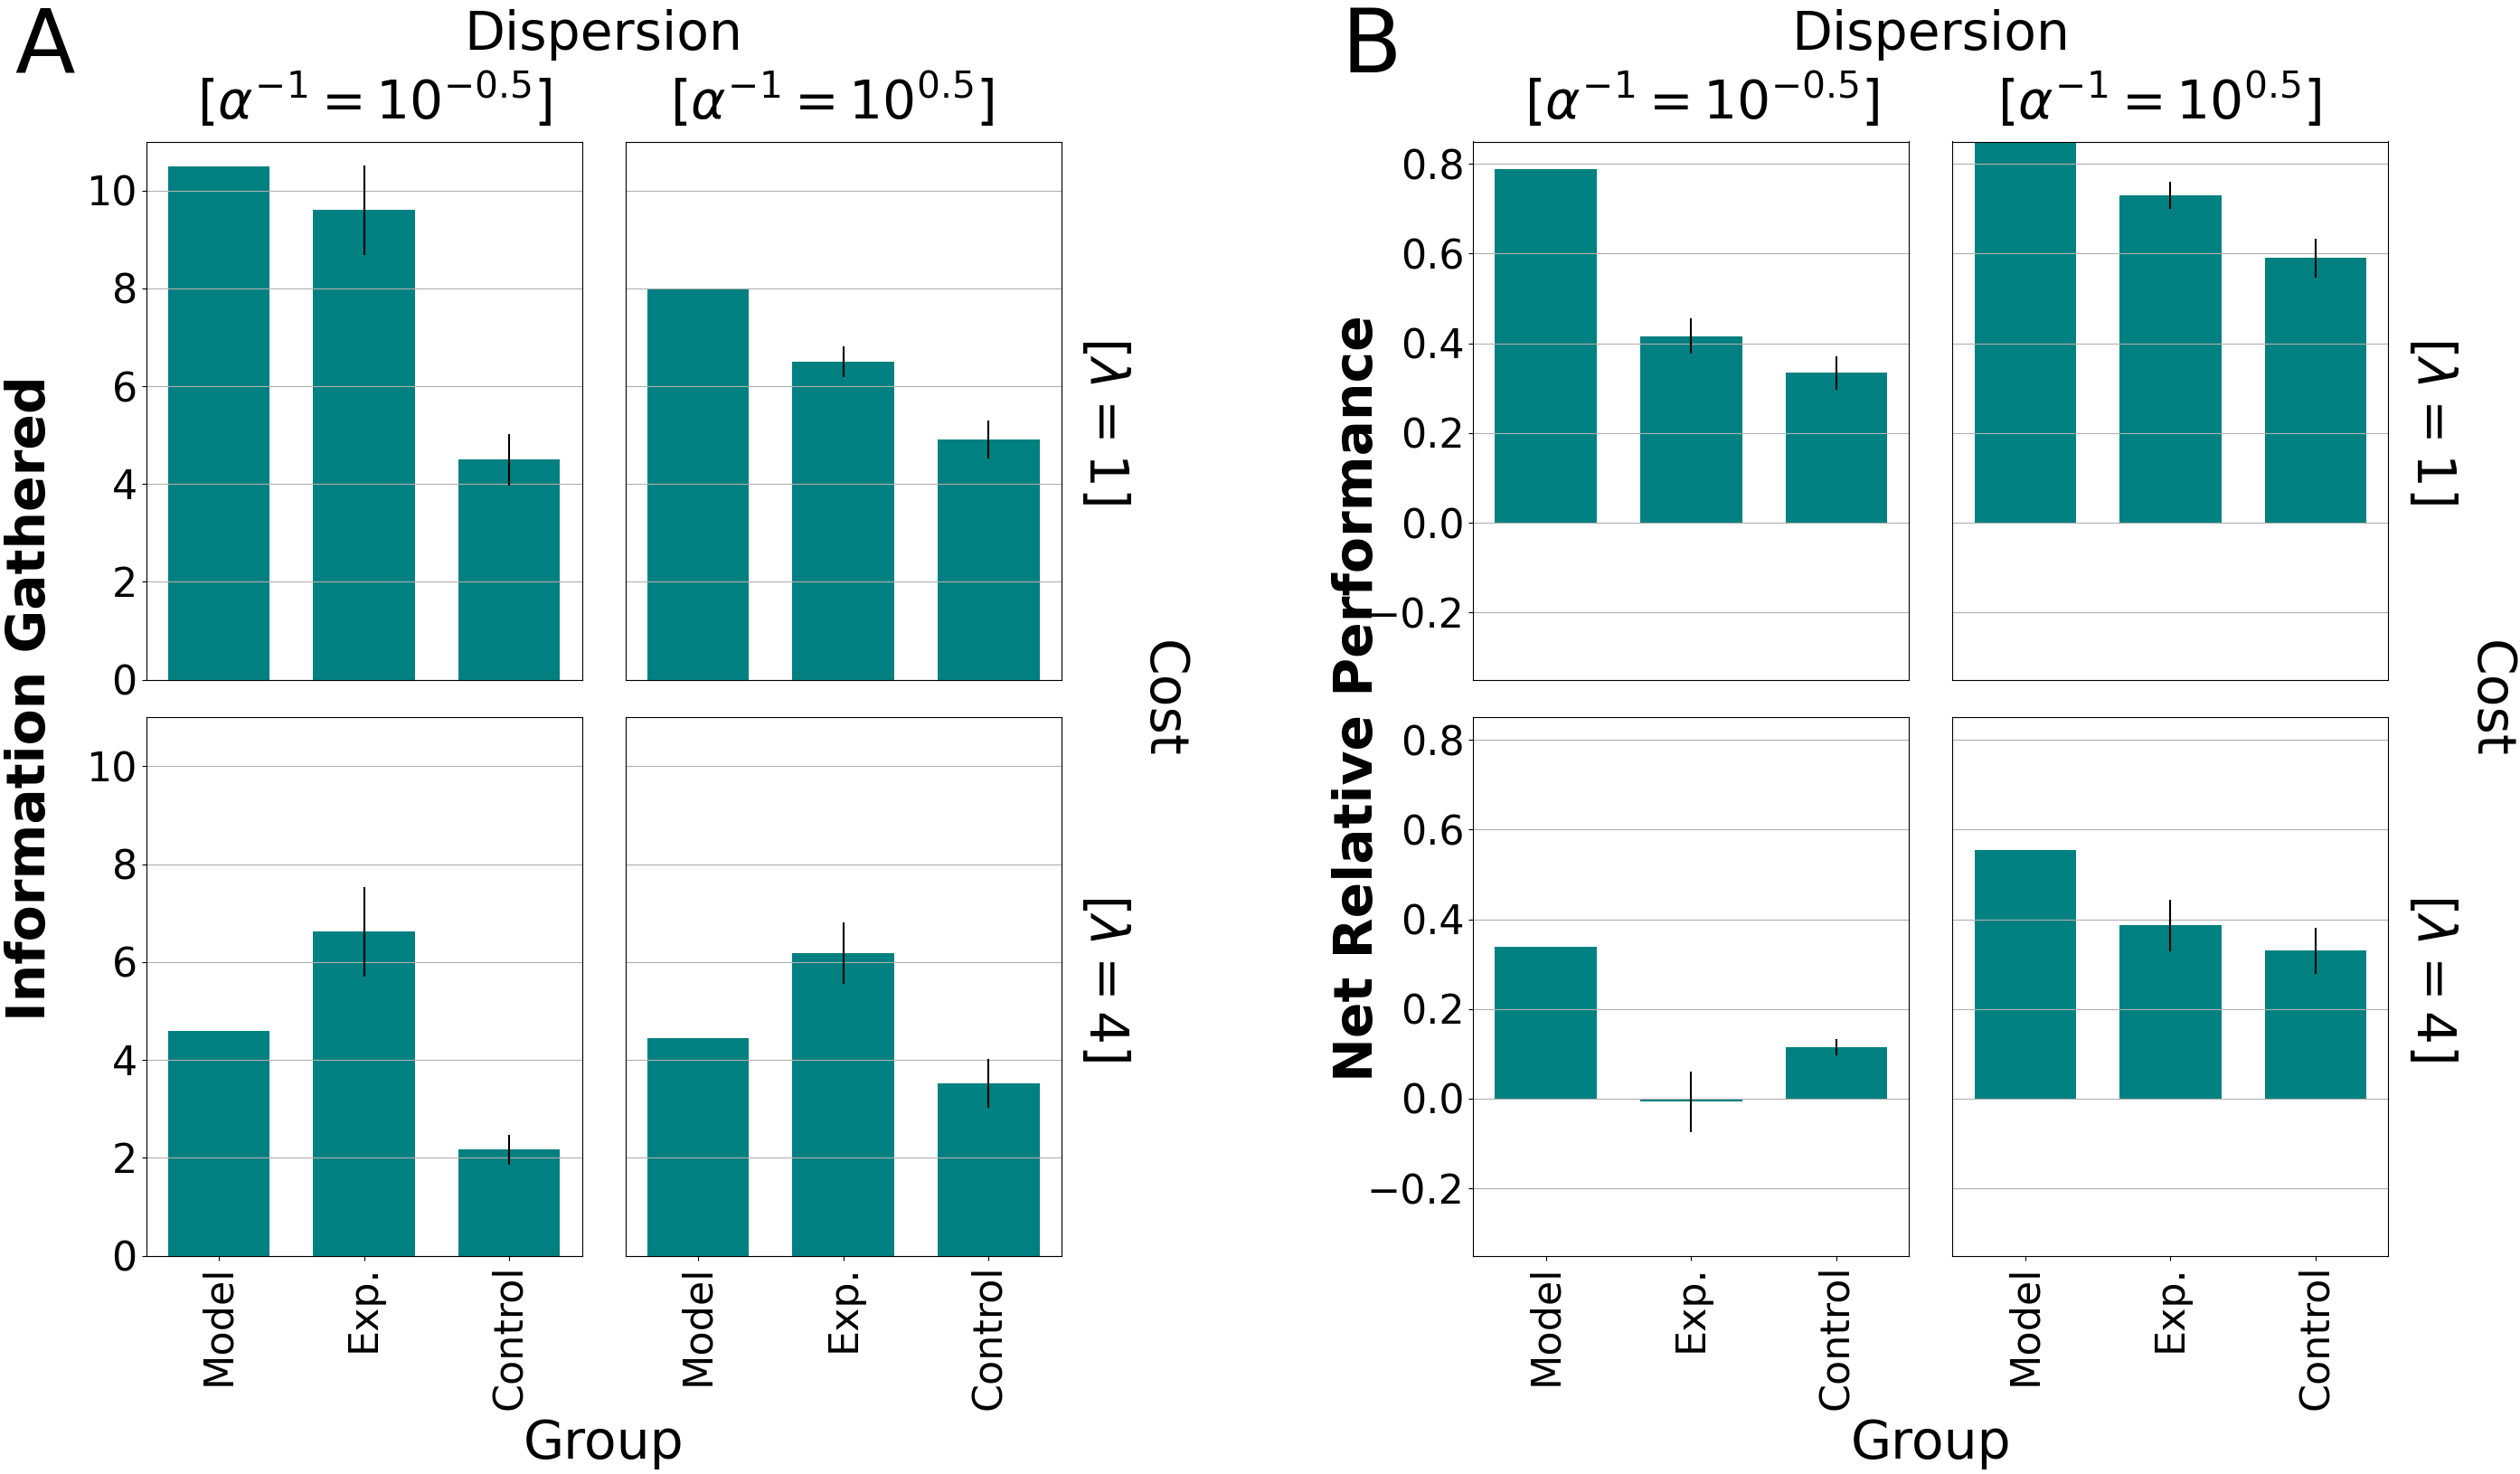 A
Dispersion
[α⁻¹ = 10⁻⁰·⁵]
[α⁻¹ = 10⁰·⁵]
Information Gathered
10
8
6
4
2
0
[λ = 1]
Cost
10
8
6
4
2
0
[λ = 4]
Model
Exp.
Control
Model
Exp.
Control
Group
B
Dispersion
[α⁻¹ = 10⁻⁰·⁵]
[α⁻¹ = 10⁰·⁵]
Net Relative Performance
0.8
0.6
0.4
0.2
0.0
−0.2
[λ = 1]
Cost
0.8
0.6
0.4
0.2
0.0
−0.2
[λ = 4]
Model
Exp.
Control
Model
Exp.
Control
Group